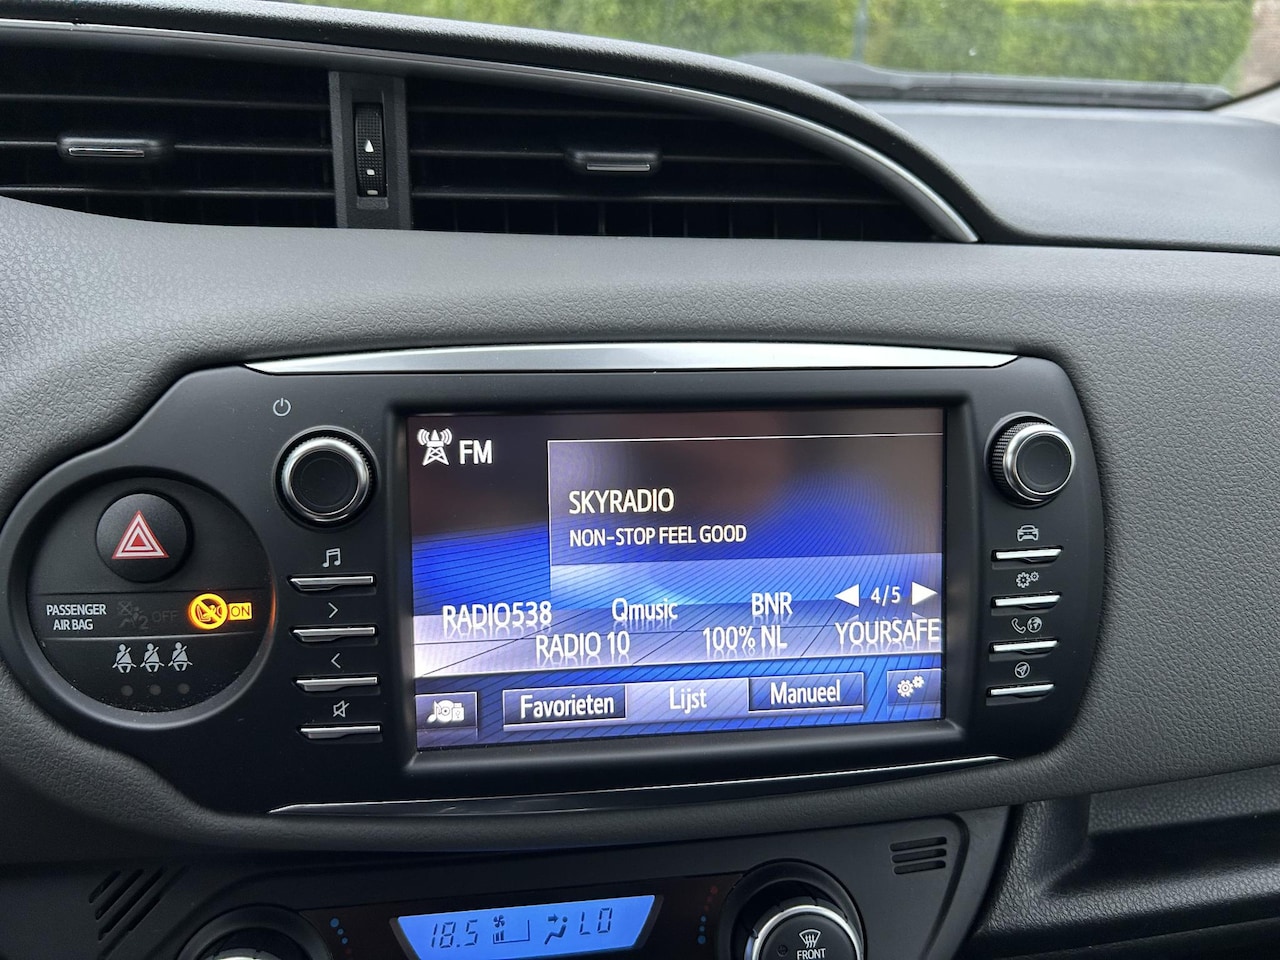 FM
SKYRADIO
NON-STOP FEEL GOOD
4/5
RADIO538
Qmusic
BNR
RADIO 10
100% NL
YOURSAFE
Favorieten
Lijst
Manueel
PASSENGER
AIR BAG
2 OFF
ON
18.5
LO
FRONT